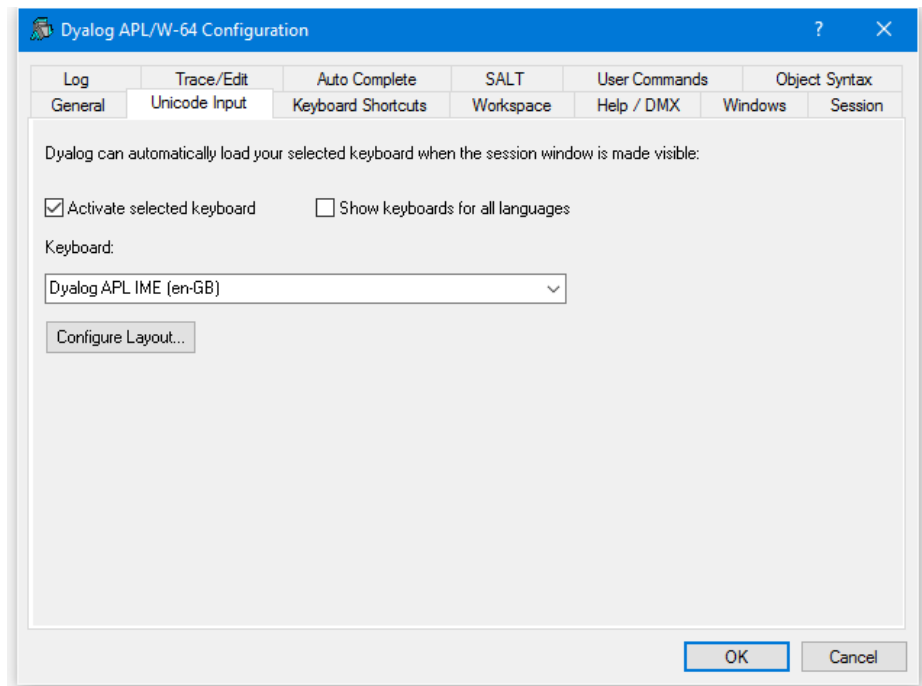 Dyalog APL/W-64 Configuration ?
Log Trace/Edit Auto Complete SALT User Commands Object Syntax
General Unicode Input Keyboard Shortcuts Workspace Help / DMX Windows Session
Dyalog can automatically load your selected keyboard when the session window is made visible:
Activate selected keyboard Show keyboards for all languages
Keyboard:
Dyalog APL IME (en-GB)
Configure Layout...
OK Cancel